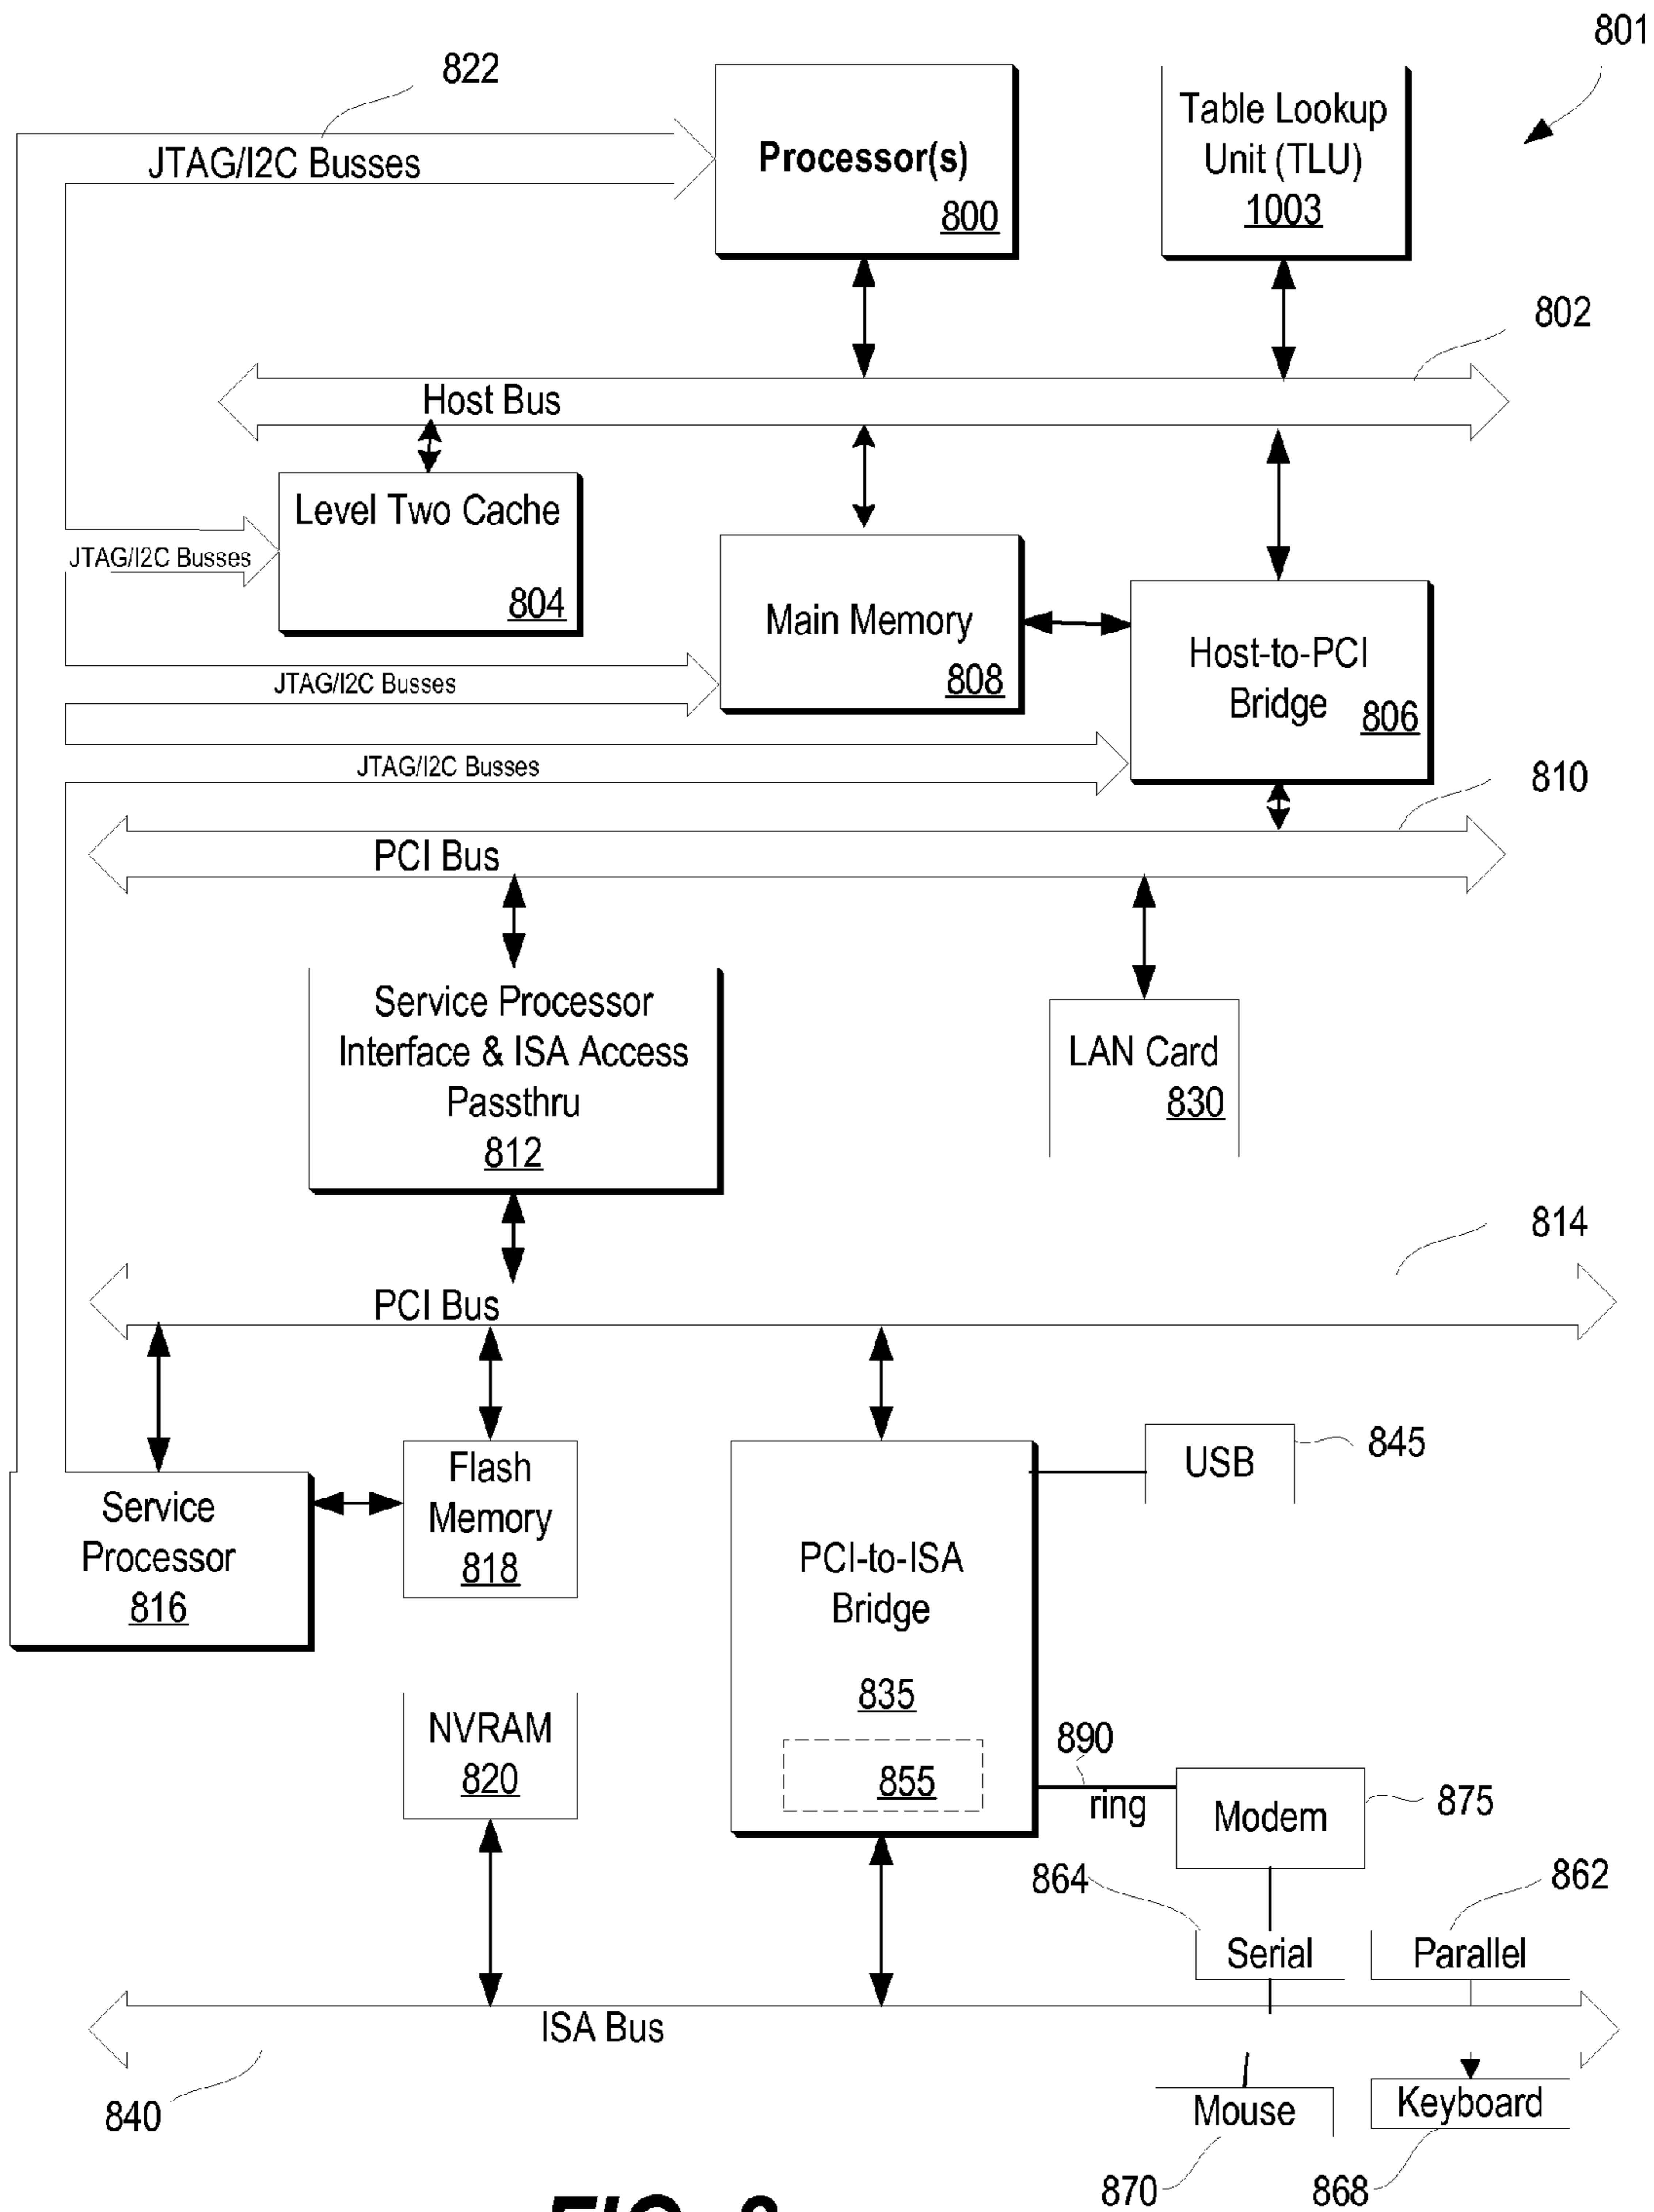 801
822
JTAG/I2C Busses
Processor(s)
800
Table Lookup
Unit (TLU)
1003
802
Host Bus
Level Two Cache
804
JTAG/I2C Busses
Main Memory
808
Host-to-PCI
Bridge
806
JTAG/I2C Busses
JTAG/I2C Busses
810
PCI Bus
Service Processor
Interface & ISA Access
Passthru
812
LAN Card
830
814
PCI Bus
Service
Processor
816
Flash
Memory
818
PCI-to-ISA
Bridge
835
855
USB
845
NVRAM
820
890
ring
Modem
875
864
862
Serial
Parallel
ISA Bus
840
Mouse
Keyboard
870
868